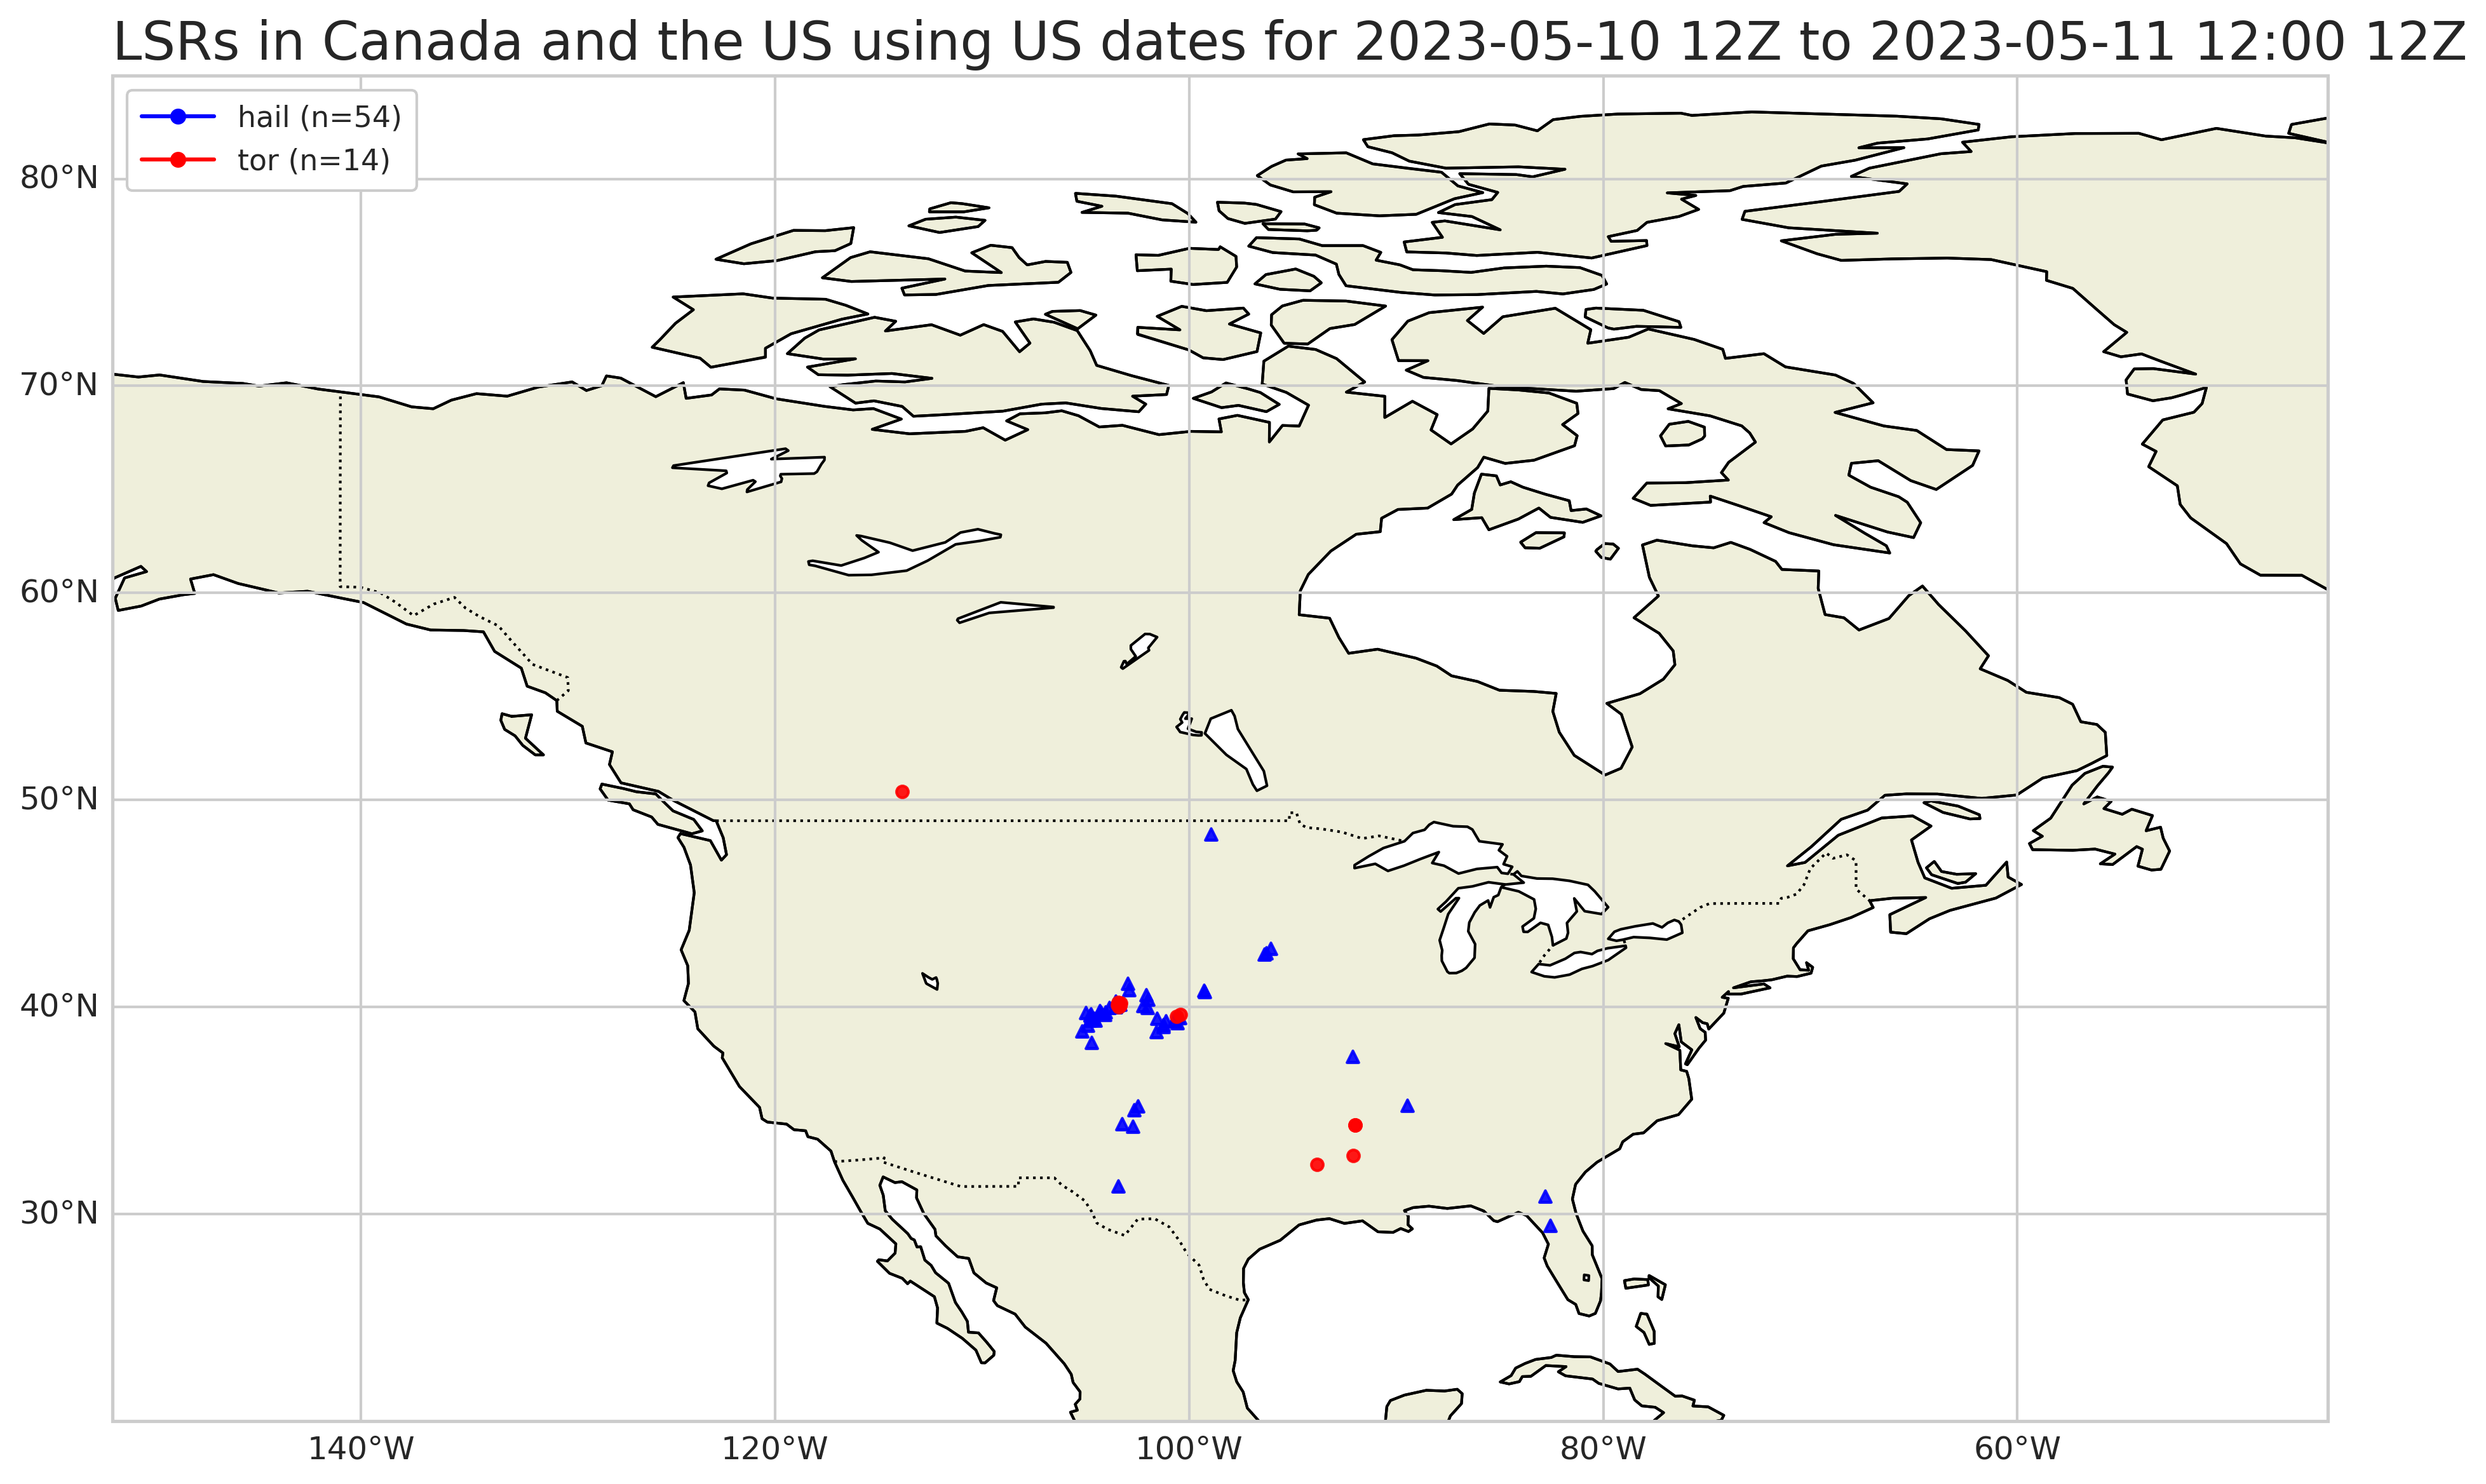 LSRs in Canada and the US using US dates for 2023-05-10 12Z to 2023-05-11 12:00 12Z
hail (n=54)
tor (n=14)
80°N
70°N
60°N
50°N
40°N
30°N
140°W
120°W
100°W
80°W
60°W